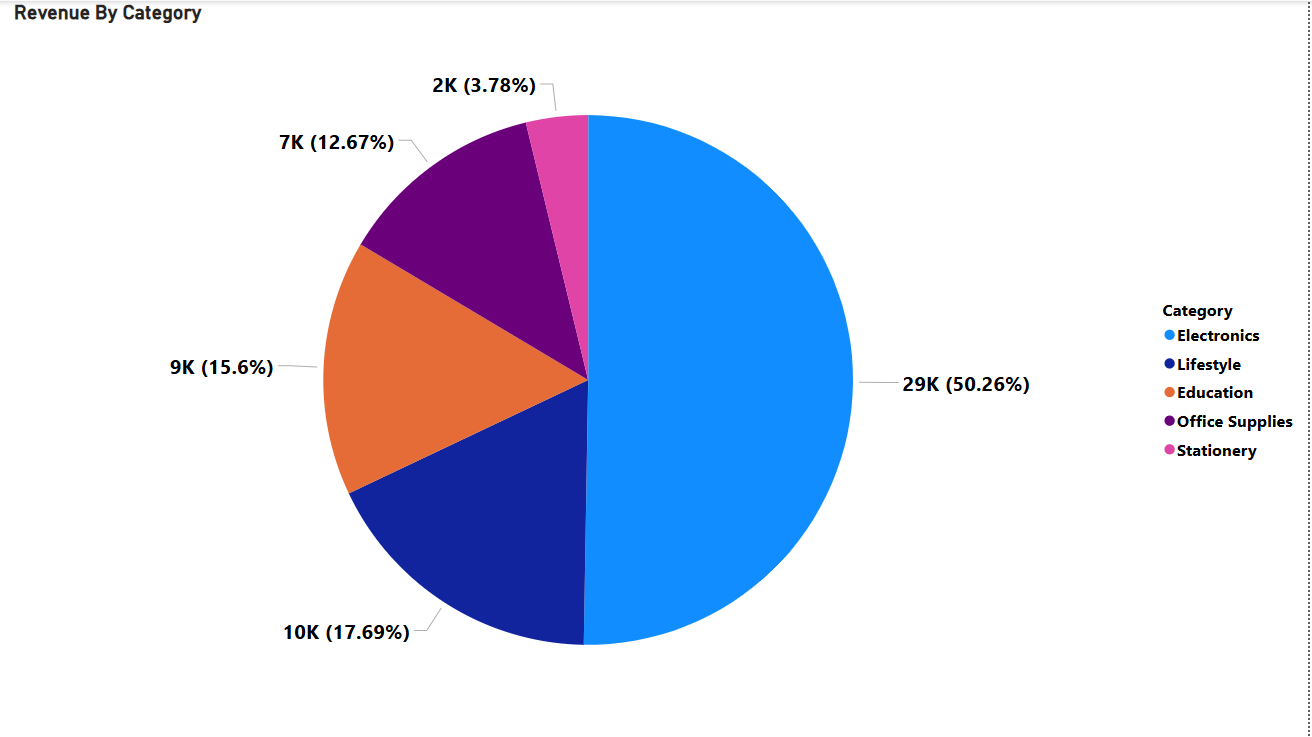 Revenue By Category
2K (3.78%)
7K (12.67%)
9K (15.6%)
29K (50.26%)
10K (17.69%)
Category
Electronics
Lifestyle
Education
Office Supplies
Stationery